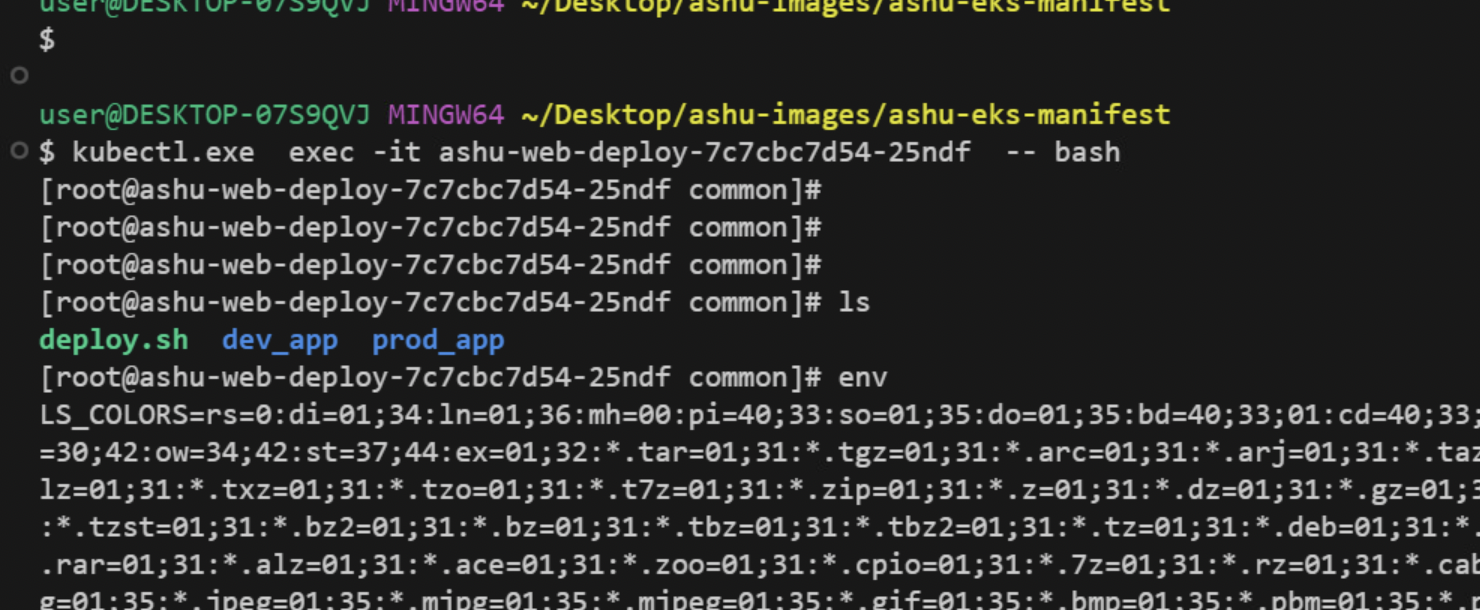 user@DESKTOP-07S9QVJ MINGW64 ~/Desktop/ashu-images/ashu-eks-manifest
$
user@DESKTOP-07S9QVJ MINGW64 ~/Desktop/ashu-images/ashu-eks-manifest
$ kubectl.exe  exec -it ashu-web-deploy-7c7cbc7d54-25ndf  -- bash
[root@ashu-web-deploy-7c7cbc7d54-25ndf common]#
[root@ashu-web-deploy-7c7cbc7d54-25ndf common]#
[root@ashu-web-deploy-7c7cbc7d54-25ndf common]#
[root@ashu-web-deploy-7c7cbc7d54-25ndf common]# ls
deploy.sh  dev_app  prod_app
[root@ashu-web-deploy-7c7cbc7d54-25ndf common]# env
LS_COLORS=rs=0:di=01;34:ln=01;36:mh=00:pi=40;33:so=01;35:do=01;35:bd=40;33;01:cd=40;33;
=30;42:ow=34;42:st=37;44:ex=01;32:*.tar=01;31:*.tgz=01;31:*.arc=01;31:*.arj=01;31:*.taz
lz=01;31:*.txz=01;31:*.tzo=01;31:*.t7z=01;31:*.zip=01;31:*.z=01;31:*.dz=01;31:*.gz=01;3
:*.tzst=01;31:*.bz2=01;31:*.bz=01;31:*.tbz=01;31:*.tbz2=01;31:*.tz=01;31:*.deb=01;31:*.
.rar=01;31:*.alz=01;31:*.ace=01;31:*.zoo=01;31:*.cpio=01;31:*.7z=01;31:*.rz=01;31:*.cab
g=01;35:*.jpeg=01;35:*.mjpg=01;35:*.mjpeg=01;35:*.gif=01;35:*.bmp=01;35:*.pbm=01;35:*.